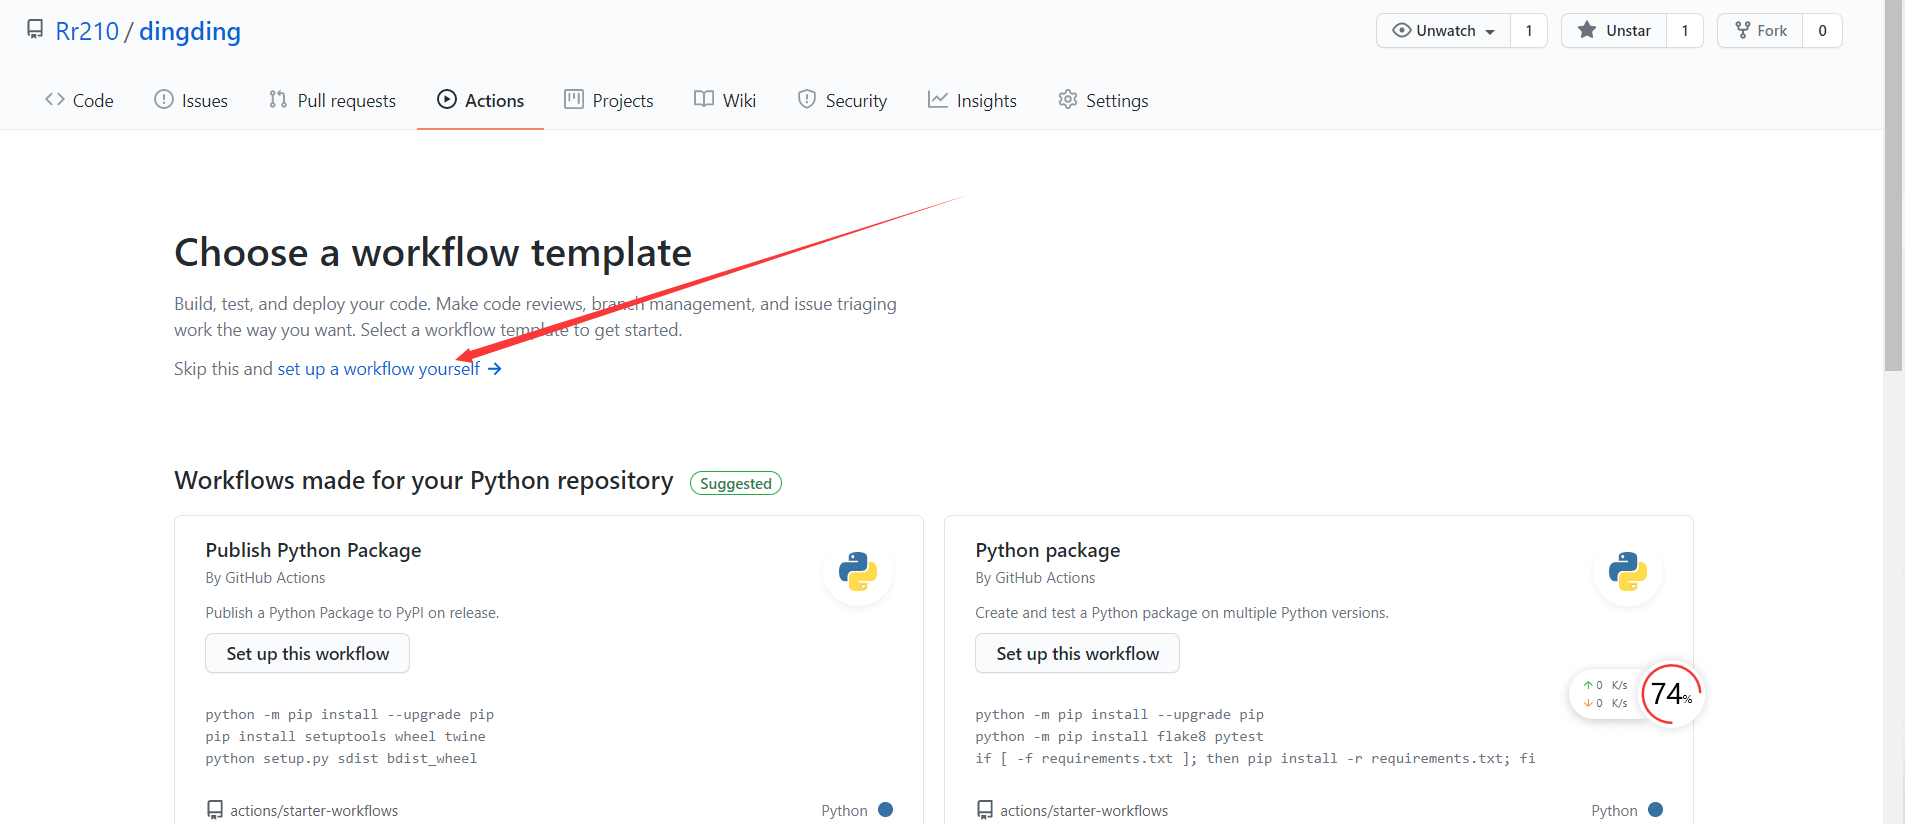 Rr210 / dingding
Unwatch 1 Unstar 1 Fork 0
Code Issues Pull requests Actions Projects Wiki Security Insights Settings
Choose a workflow template
Build, test, and deploy your code. Make code reviews, branch management, and issue triaging
work the way you want. Select a workflow template to get started.
Skip this and set up a workflow yourself →
Workflows made for your Python repository Suggested
Publish Python Package
By GitHub Actions
Publish a Python Package to PyPI on release.
Set up this workflow
python -m pip install --upgrade pip
pip install setuptools wheel twine
python setup.py sdist bdist_wheel
actions/starter-workflows Python
Python package
By GitHub Actions
Create and test a Python package on multiple Python versions.
Set up this workflow
python -m pip install --upgrade pip
python -m pip install flake8 pytest
if [ -f requirements.txt ]; then pip install -r requirements.txt; fi
actions/starter-workflows Python
↑ 0 K/s
↓ 0 K/s
74%